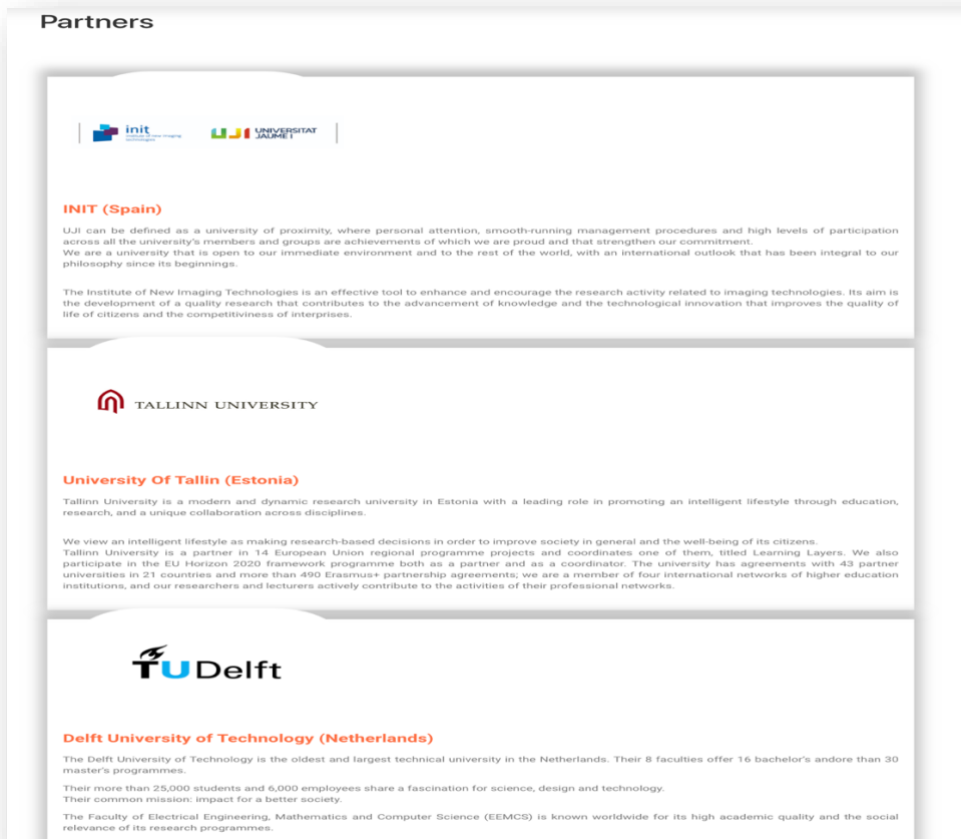 Partners
init
institute of new imaging
technologies
UJI UNIVERSITAT
JAUME I
INIT (Spain)
UJI can be defined as a university of proximity, where personal attention, smooth-running management procedures and high levels of participation
across all the university's members and groups are achievements of which we are proud and that strengthen our commitment.
We are a university that is open to our immediate environment and to the rest of the world, with an international outlook that has been integral to our
philosophy since its beginnings.
The Institute of New Imaging Technologies is an effective tool to enhance and encourage the research activity related to imaging technologies. Its aim is
the development of a quality research that contributes to the advancement of knowledge and the technological innovation that improves the quality of
life of citizens and the competitiviness of interprises.
TALLINN UNIVERSITY
University Of Tallin (Estonia)
Tallinn University is a modern and dynamic research university in Estonia with a leading role in promoting an intelligent lifestyle through education,
research, and a unique collaboration across disciplines.
We view an intelligent lifestyle as making research-based decisions in order to improve society in general and the well-being of its citizens.
Tallinn University is a partner in 14 European Union regional programme projects and coordinates one of them, titled Learning Layers. We also
participate in the EU Horizon 2020 framework programme both as a partner and as a coordinator. The university has agreements with 43 partner
universities in 21 countries and more than 490 Erasmus+ partnership agreements; we are a member of four international networks of higher education
institutions, and our researchers and lecturers actively contribute to the activities of their professional networks.
TU Delft
Delft University of Technology (Netherlands)
The Delft University of Technology is the oldest and largest technical university in the Netherlands. Their 8 faculties offer 16 bachelor's andore than 30
master's programmes.
Their more than 25,000 students and 6,000 employees share a fascination for science, design and technology.
Their common mission: impact for a better society.
The Faculty of Electrical Engineering, Mathematics and Computer Science (EEMCS) is known worldwide for its high academic quality and the social
relevance of its research programmes.